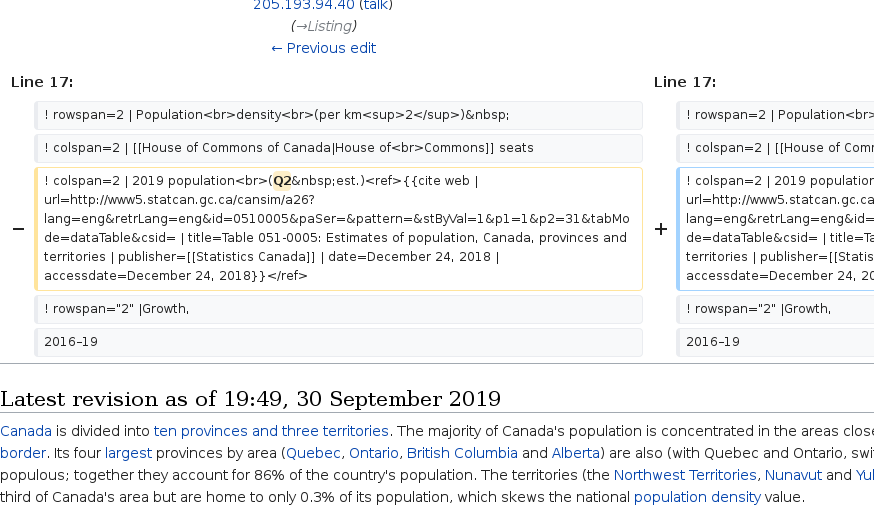 205.193.94.40 (talk)
(→Listing)
← Previous edit
Line 17:
Line 17:
! rowspan=2 | Population<br>density<br>(per km<sup>2</sup>)&nbsp;
! rowspan=2 | Population<br>
! colspan=2 | [[House of Commons of Canada|House of<br>Commons]] seats
! colspan=2 | [[House of
−
! colspan=2 | 2019 population<br>(Q2&nbsp;est.)<ref>{{cite web |
url=http://www5.statcan.gc.ca/cansim/a26?
lang=eng&retrLang=eng&id=0510005&paSer=&pattern=&stByVal=1&p1=1&p2=31&tabMo
de=dataTable&csid= | title=Table 051-0005: Estimates of population, Canada, provinces and
territories | publisher=[[Statistics Canada]] | date=December 24, 2018 |
accessdate=December 24, 2018}}</ref>
+
! colspan=2 | 2019 population
url=http://www5.statcan.gc.ca
lang=eng&retrLang=eng&id=
de=dataTable&csid= | title=
territories | publisher=[[
accessdate=December 24,
! rowspan="2" |Growth,
! rowspan="2" |Growth,
2016–19
2016–19
Latest revision as of 19:49, 30 September 2019
Canada is divided into ten provinces and three territories. The majority of Canada's population is concentrated in the areas
border. Its four largest provinces by area (Quebec, Ontario, British Columbia and Alberta) are also (with Quebec and Ontario,
populous; together they account for 86% of the country's population. The territories (the Northwest Territories, Nunavut and
third of Canada's area but are home to only 0.3% of its population, which skews the national population density value.